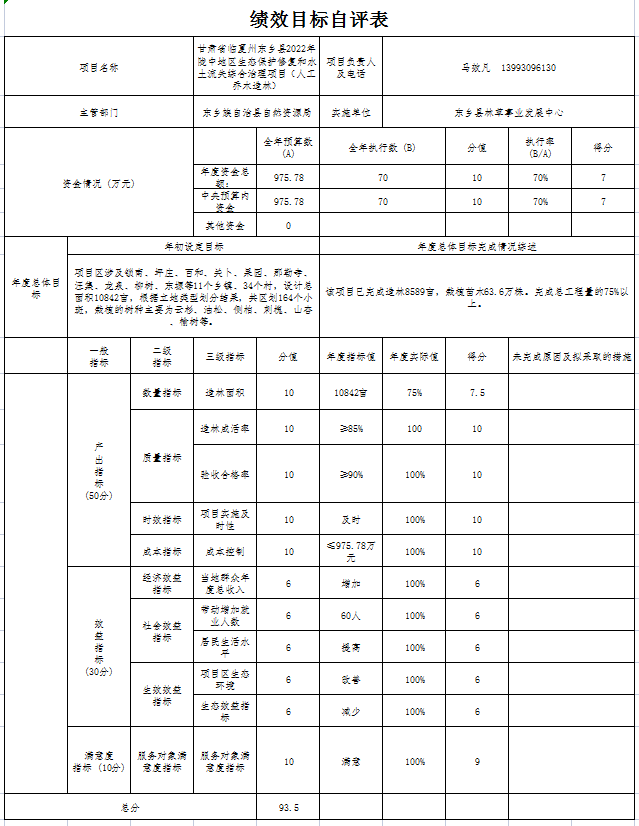 绩效目标自评表
项目名称
甘肃省临夏州东乡县2022年
陇中地区生态保护修复和水
土流失综合治理项目（人工
乔木造林）
项目负责人
及电话
马效凡 13993096130
主管部门
东乡族自治县自然资源局
实施单位
东乡县林草事业发展中心
资金情况（万元）
全年预算数
(A)
全年执行数（B)
分值
执行率
(B/A)
得分
年度资金总
额：
975.78
70
10
70%
7
中央预算内
资金
975.78
70
10
70%
7
其他资金
0
年度总体目
标
年初设定目标
年度总体目标完成情况综述
项目区涉及锁南、坪庄、百和、关卜、果园、那勒寺、
汪集、龙泉、柳树、东塬等11个乡镇、34个村，设计总
面积10842亩，根据立地类型划分结果，共区划164个小
班，栽植的树种主要为云杉、油松、侧柏、刺槐、山杏
、榆树等。
该项目已完成造林8589亩，栽植苗木63.6万株。完成总工程量的75%以
上。
一般
指标
二级
指标
三级指标
分值
年度指标值
年度实际值
得分
未完成原因及拟采取的措施
产
出
指
标
(50分)
数量指标
造林面积
10
10842亩
75%
7.5
质量指标
造林成活率
10
≥85%
100
10
验收合格率
10
≥90%
100%
10
时效指标
项目实施及
时性
10
及时
100%
10
成本指标
成本控制
10
≤975.78万
元
100%
10
效
益
指
标
(30分)
经济效益
指标
当地群众年
度总收入
6
增加
100%
6
社会效益
指标
带动增加就
业人数
6
60人
100%
6
居民生活水
平
6
提高
100%
6
生效效益
指标
项目区生态
环境
6
改善
100%
6
生态效益指
标
6
减少
100%
6
满意度
指标（10分）
服务对象满
意度指标
服务对象满
意度指标
10
满意
100%
9
总分
93.5